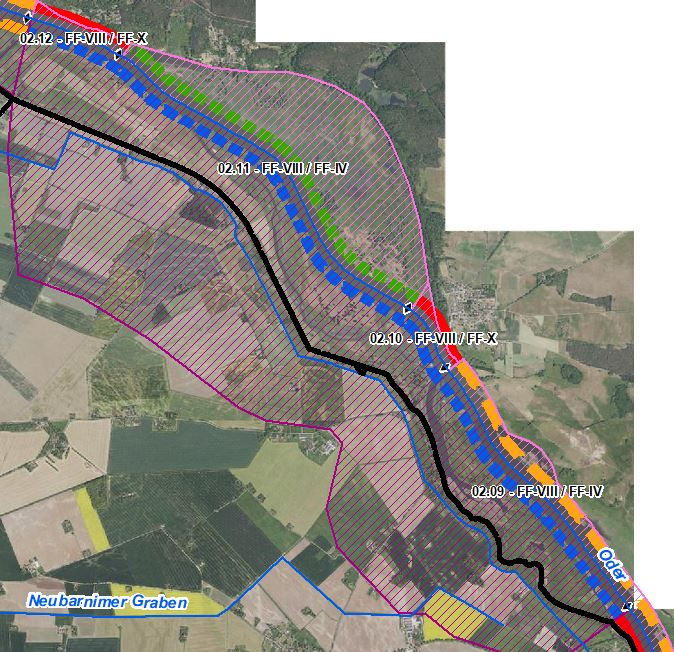 02.12 - FF-VIII / FF-X
02.11 - FF-VIII / FF-IV
02.10 - FF-VIII / FF-X
02.09 - FF-VIII / FF-IV
Oder
Neubarnimer Graben